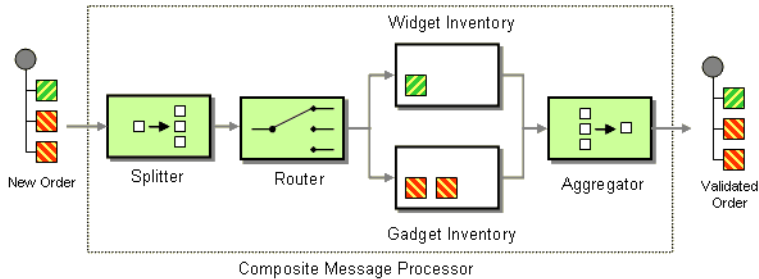 Widget Inventory
New Order
Splitter
Router
Aggregator
Validated
Order
Gadget Inventory
Composite Message Processor